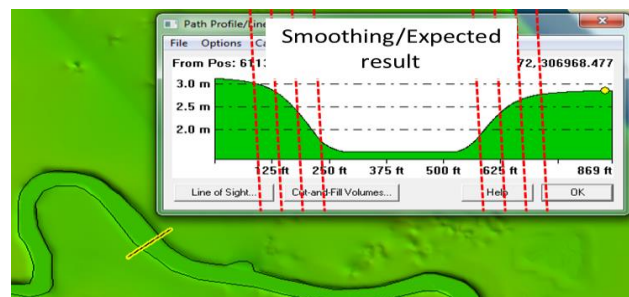 Path Profile/Line
Smoothing/Expected
result
File Options
From Pos: 611
72, 306968.477
3.0 m
2.5 m
2.0 m
125 ft 250 ft 375 ft 500 ft 625 ft 869 ft
Line of Sight... Cut-and-Fill Volumes... Help OK